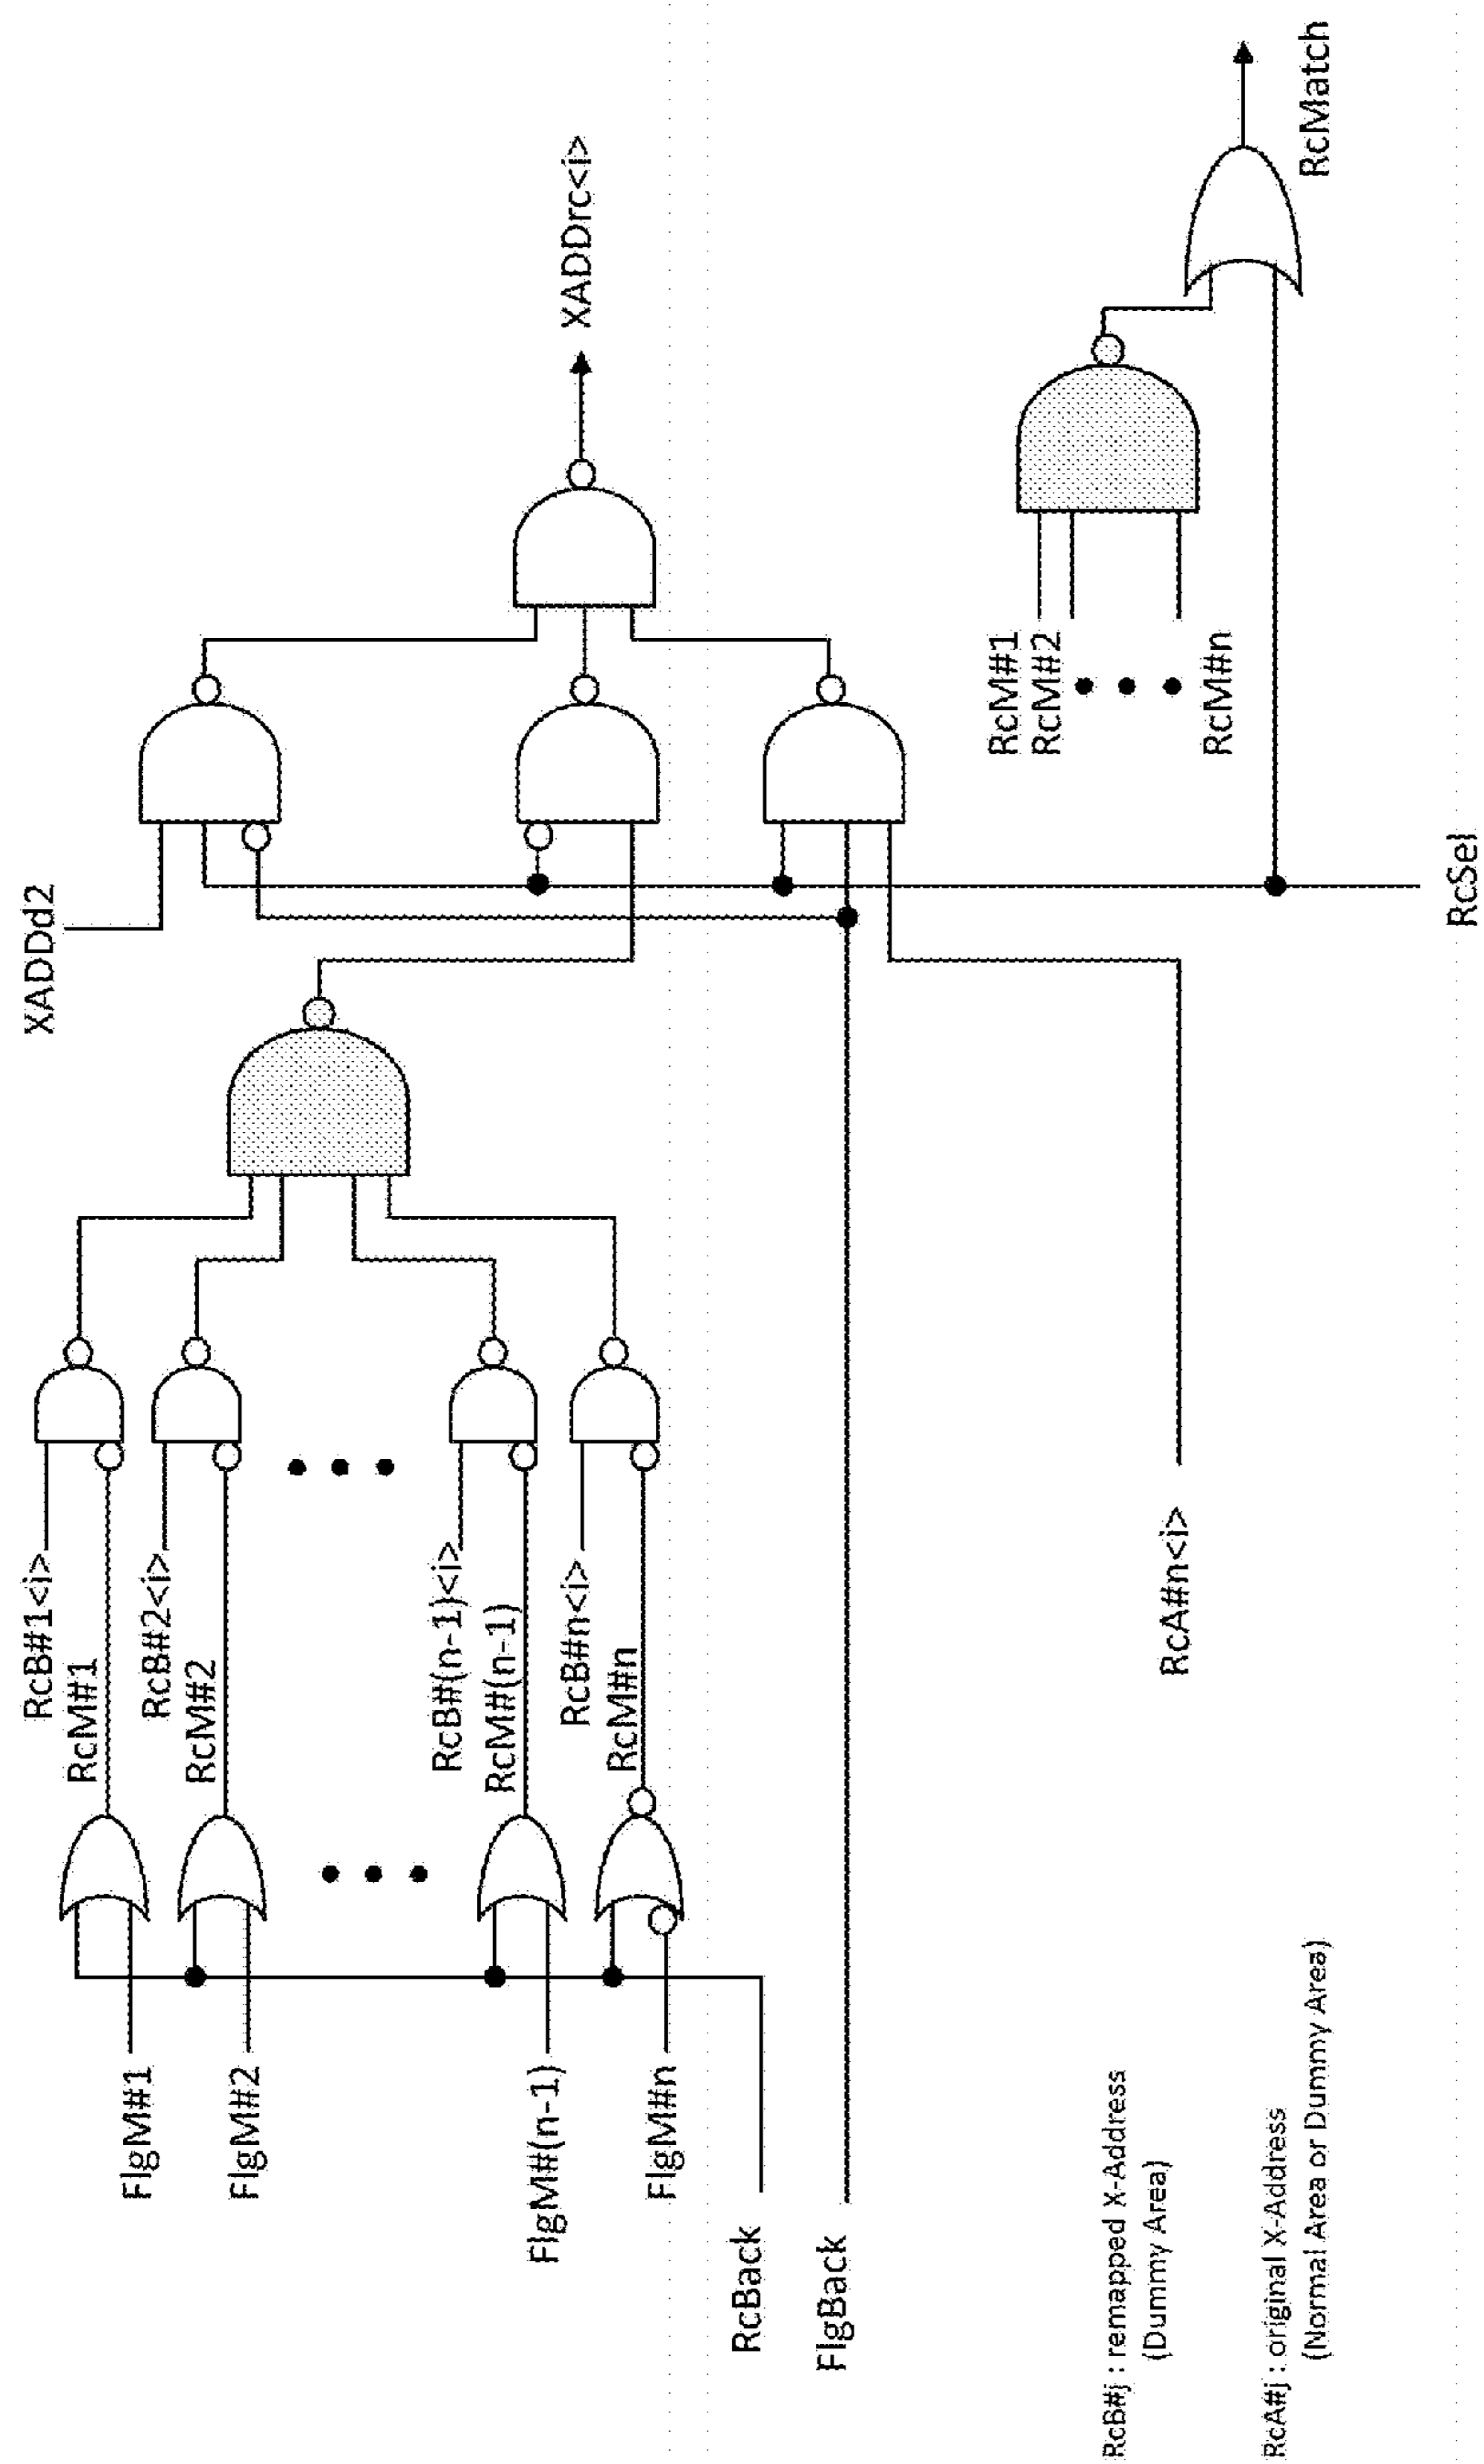 XADDd2
XADDrc<i>
RcMatch
RcB#1<i>
RcM#1
RcB#2<i>
RcM#2
RcB#(n-1)<i>
RcM#(n-1)
RcB#n<i>
RcM#n
FlgM#1
FlgM#2
FlgM#(n-1)
FlgM#n
RcBack
FlgBack
RcA#n<i>
RcM#1
RcM#2
RcM#n
RcSel
RcB#j : remapped X-Address
(Dummy Area)
RcA#j : original X-Address
(Normal Area or Dummy Area)